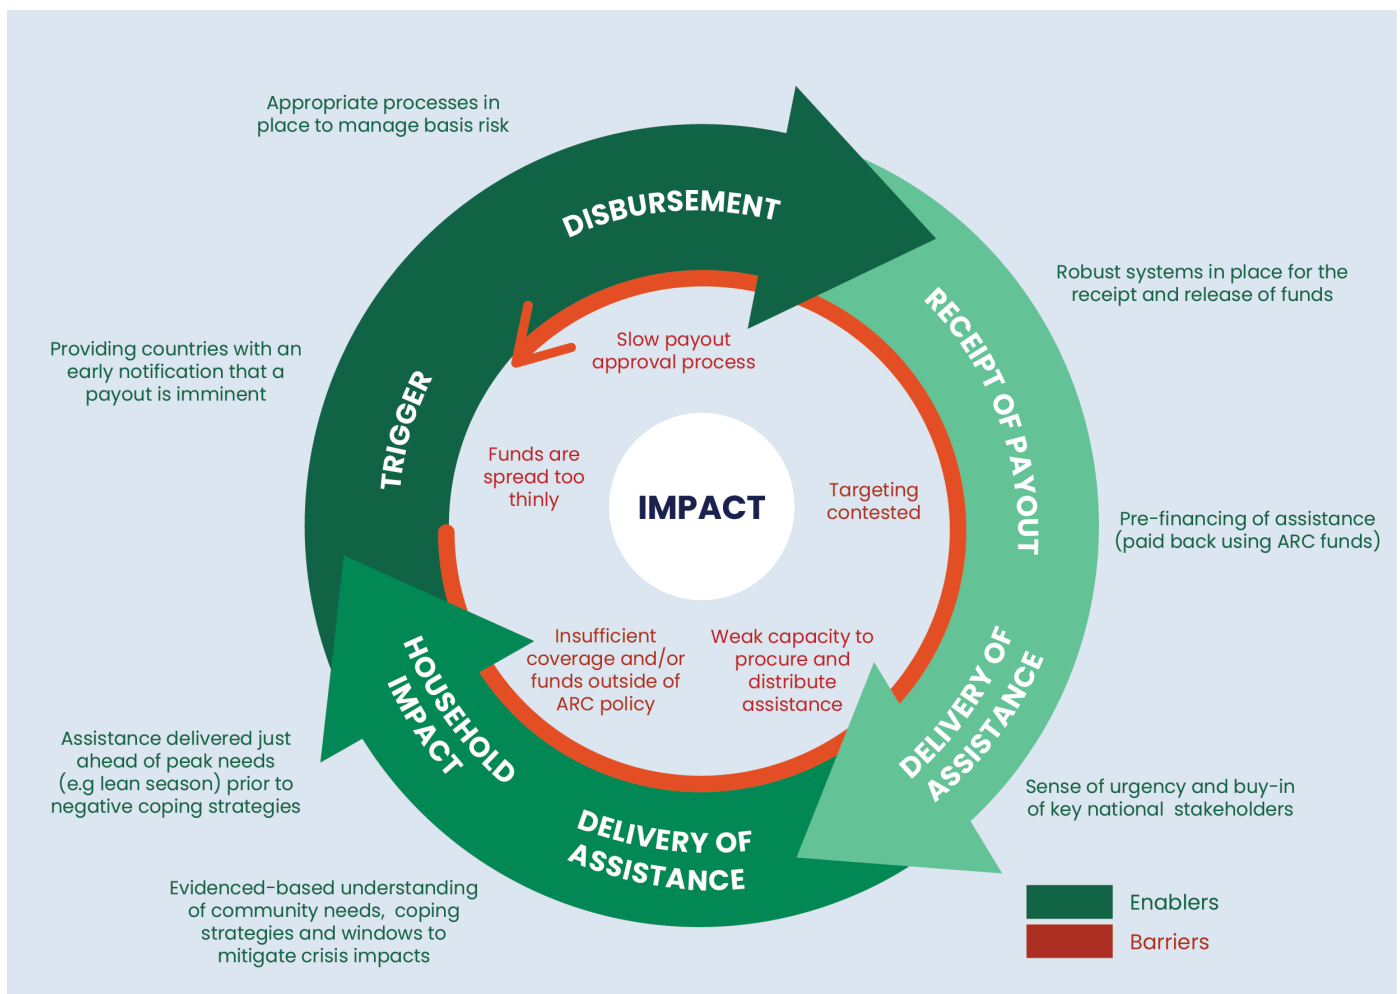 Appropriate processes in
place to manage basis risk
DISBURSEMENT
Robust systems in place for the
receipt and release of funds
RECEIPT OF PAYOUT
Slow payout
approval process
Providing countries with an
early notification that a
payout is imminent
TRIGGER
Funds are
spread too
thinly
IMPACT
Targeting
contested
Pre-financing of assistance
(paid back using ARC funds)
Insufficient
coverage and/or
funds outside of
ARC policy
Weak capacity to
procure and
distribute
assistance
DELIVERY OF
ASSISTANCE
HOUSEHOLD
IMPACT
Assistance delivered just
ahead of peak needs
(e.g lean season) prior to
negative coping strategies
Sense of urgency and buy-in
of key national  stakeholders
DELIVERY OF
ASSISTANCE
Evidenced-based understanding
of community needs,  coping
strategies and windows to
mitigate crisis impacts
Enablers
Barriers